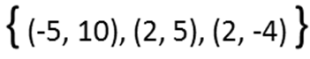 { (-5, 10), (2, 5), (2, -4) }